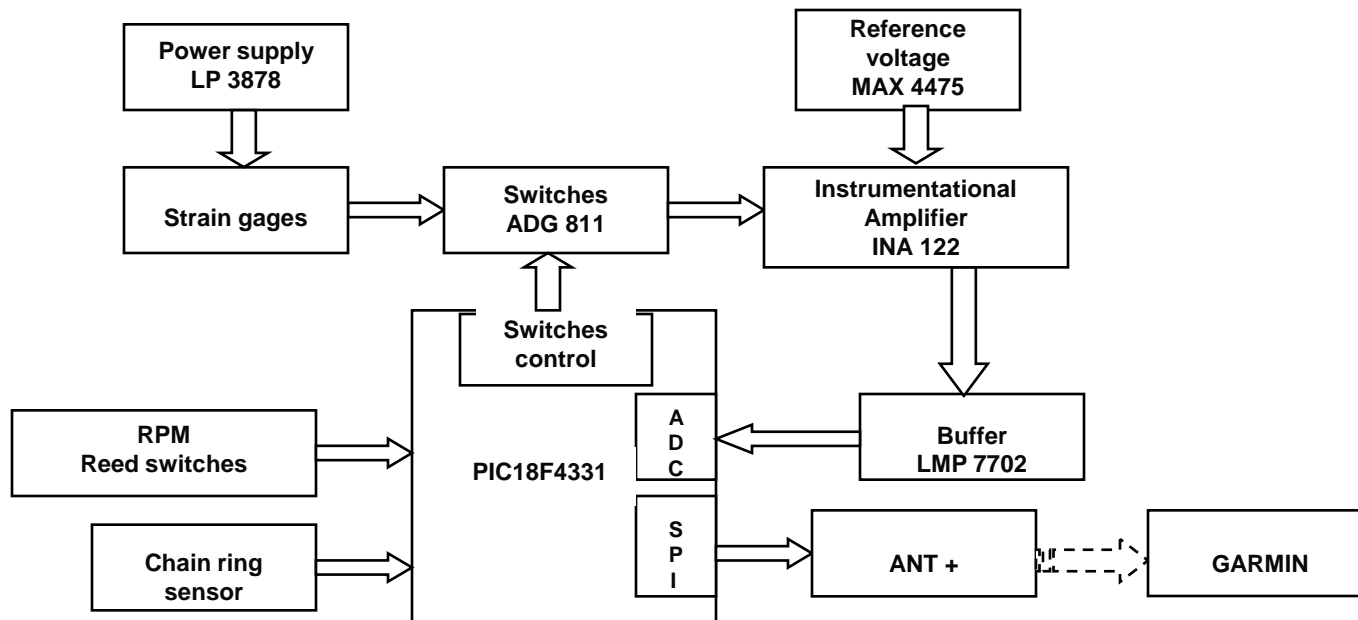 Power supply
LP 3878
Reference
voltage
MAX 4475
Strain gages
Switches
ADG 811
Instrumentational
Amplifier
INA 122
Switches
control
RPM
Reed switches
PIC18F4331
A
D
C
Buffer
LMP 7702
Chain ring
sensor
S
P
I
ANT +
GARMIN